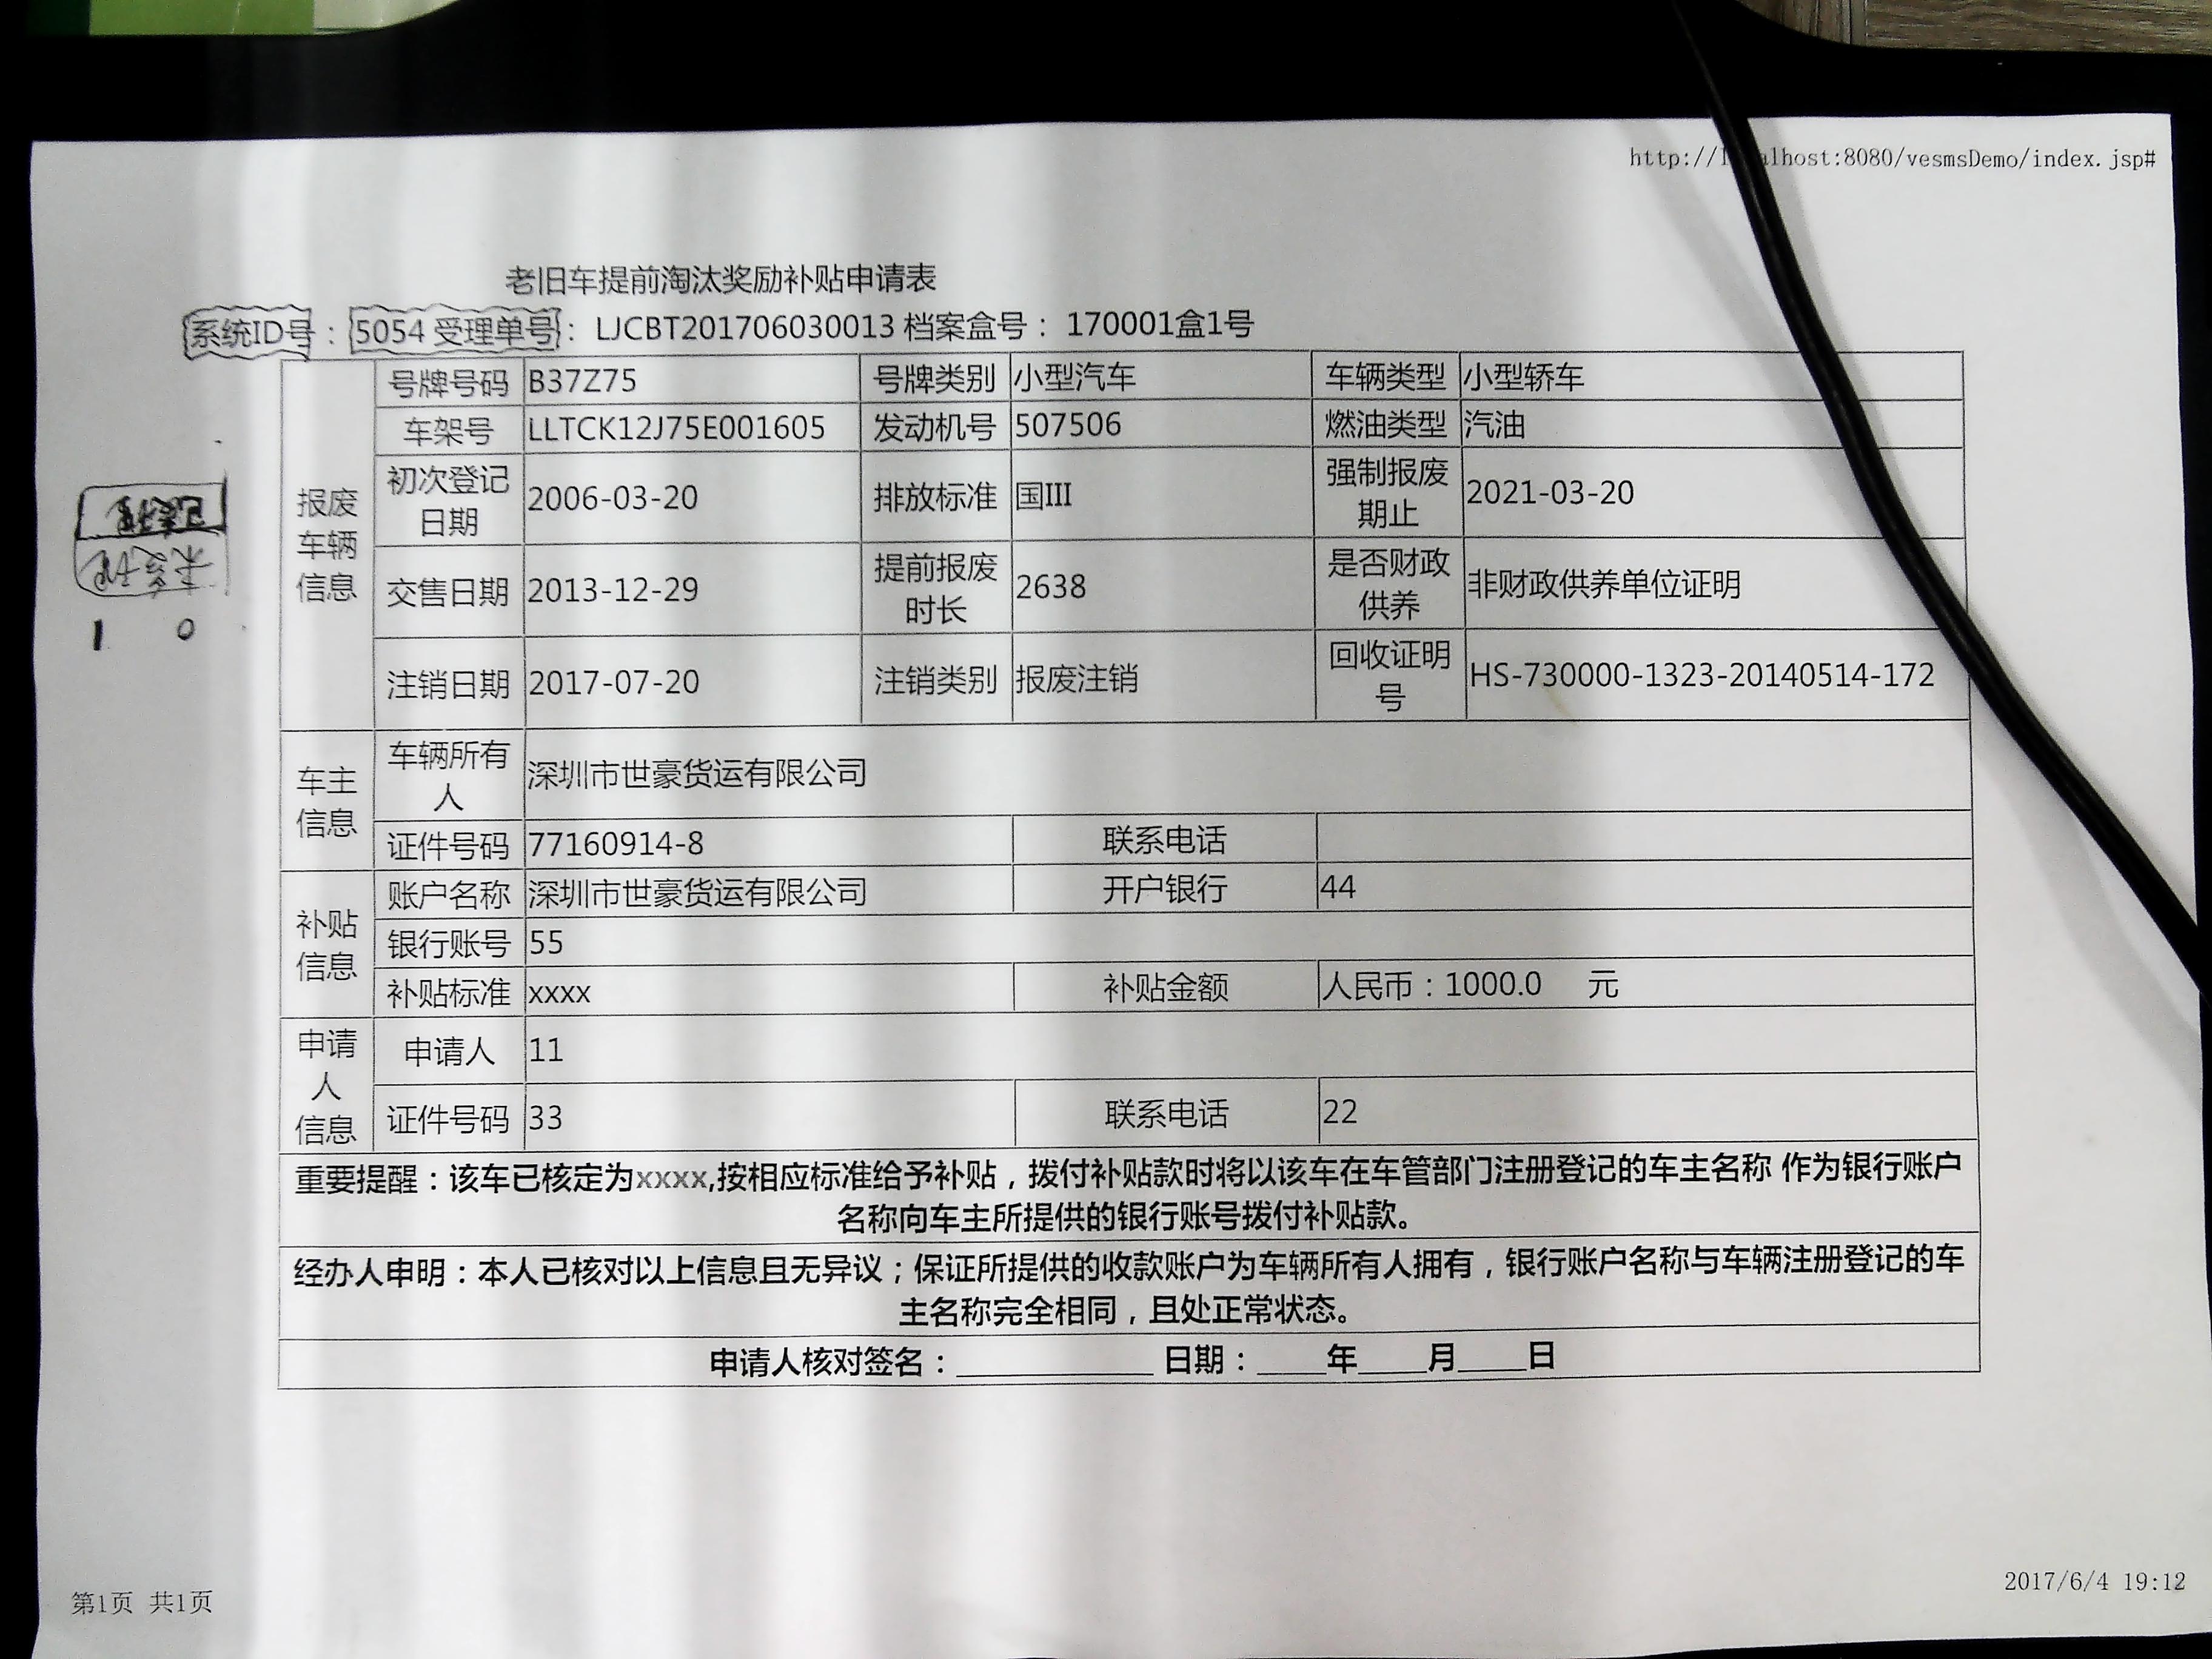 http://l alhost:8080/vesmsDemo/index.jsp#
老旧车提前淘汰奖励补贴申请表
系统ID号：5054 受理单号：LJCBT201706030013 档案盒号：170001盒1号
报废车辆信息
号牌号码 B37Z75 号牌类别 小型汽车 车辆类型 小型轿车
车架号 LLTCK12J75E001605 发动机号 507506 燃油类型 汽油
初次登记日期 2006-03-20 排放标准 国III 强制报废期止 2021-03-20
交售日期 2013-12-29 提前报废时长 2638 是否财政供养 非财政供养单位证明
注销日期 2017-07-20 注销类别 报废注销 回收证明号 HS-730000-1323-20140514-172
已受理
未受理
1 0
车主信息
车辆所有人 深圳市世豪货运有限公司
证件号码 77160914-8 联系电话
补贴信息
账户名称 深圳市世豪货运有限公司 开户银行 44
银行账号 55
补贴标准 xxxx 补贴金额 人民币：1000.0 元
申请人信息
申请人 11
证件号码 33 联系电话 22
重要提醒：该车已核定为xxxx,按相应标准给予补贴，拨付补贴款时将以该车在车管部门注册登记的车主名称 作为银行账户
名称向车主所提供的银行账号拨付补贴款。
经办人申明：本人已核对以上信息且无异议；保证所提供的收款账户为车辆所有人拥有，银行账户名称与车辆注册登记的车
主名称完全相同，且处正常状态。
申请人核对签名：____________ 日期：____年____月____日
第1页 共1页
2017/6/4 19:12